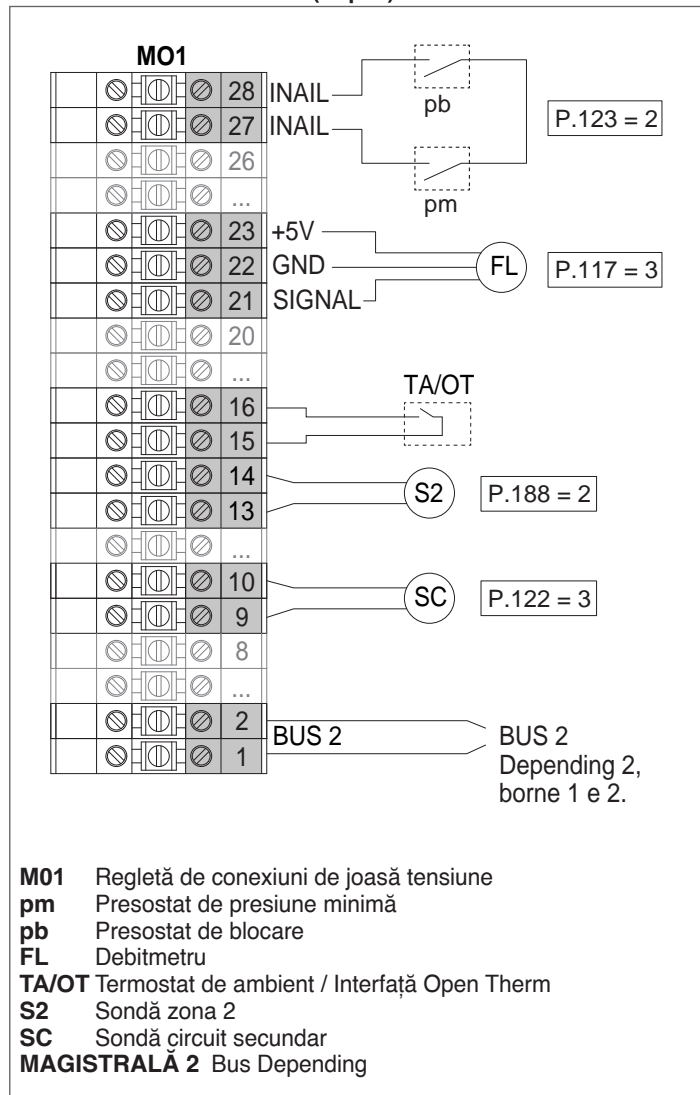 MO1
28 INAIL
pb
27 INAIL
P.123 = 2
26
...
pm
23 +5V
22 GND
FL
P.117 = 3
21 SIGNAL
20
...
TA/OT
16
15
14
S2
P.188 = 2
13
...
10
SC
P.122 = 3
9
8
...
2
BUS 2
BUS 2
1
Depending 2,
borne 1 e 2.
M01 Regletă de conexiuni de joasă tensiune
pm Presostat de presiune minimă
pb Presostat de blocare
FL Debitmetru
TA/OT Termostat de ambient / Interfață Open Therm
S2 Sondă zona 2
SC Sondă circuit secundar
MAGISTRALĂ 2 Bus Depending